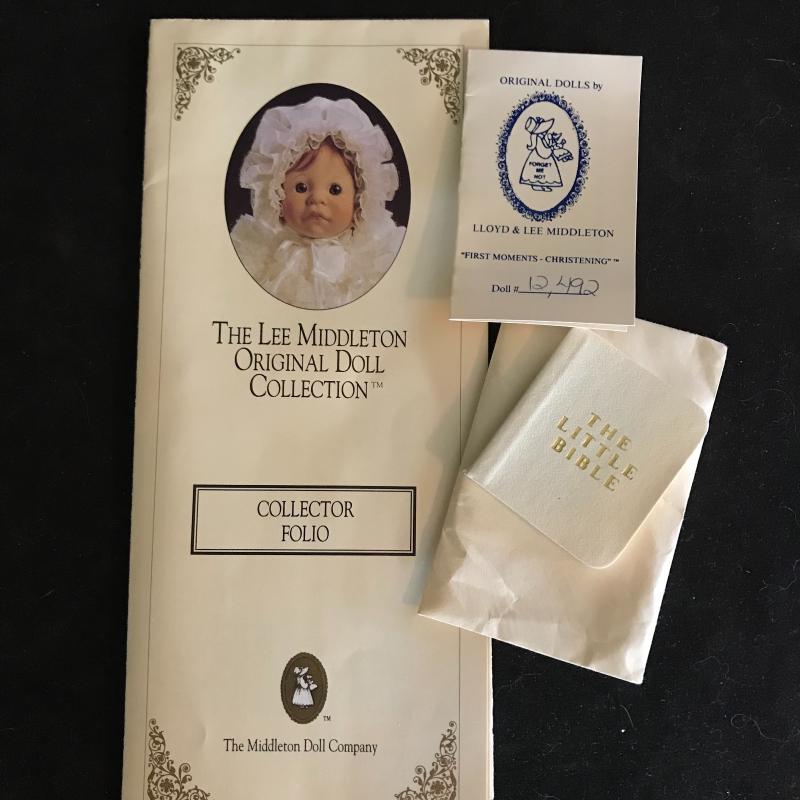 THE LEE MIDDLETON
ORIGINAL DOLL
COLLECTION™
COLLECTOR
FOLIO
TM
The Middleton Doll Company
ORIGINAL DOLLS by
FORGET
ME
NOT
LLOYD & LEE MIDDLETON
"FIRST MOMENTS - CHRISTENING"™
Doll # 12,492
THE
LITTLE
BIBLE